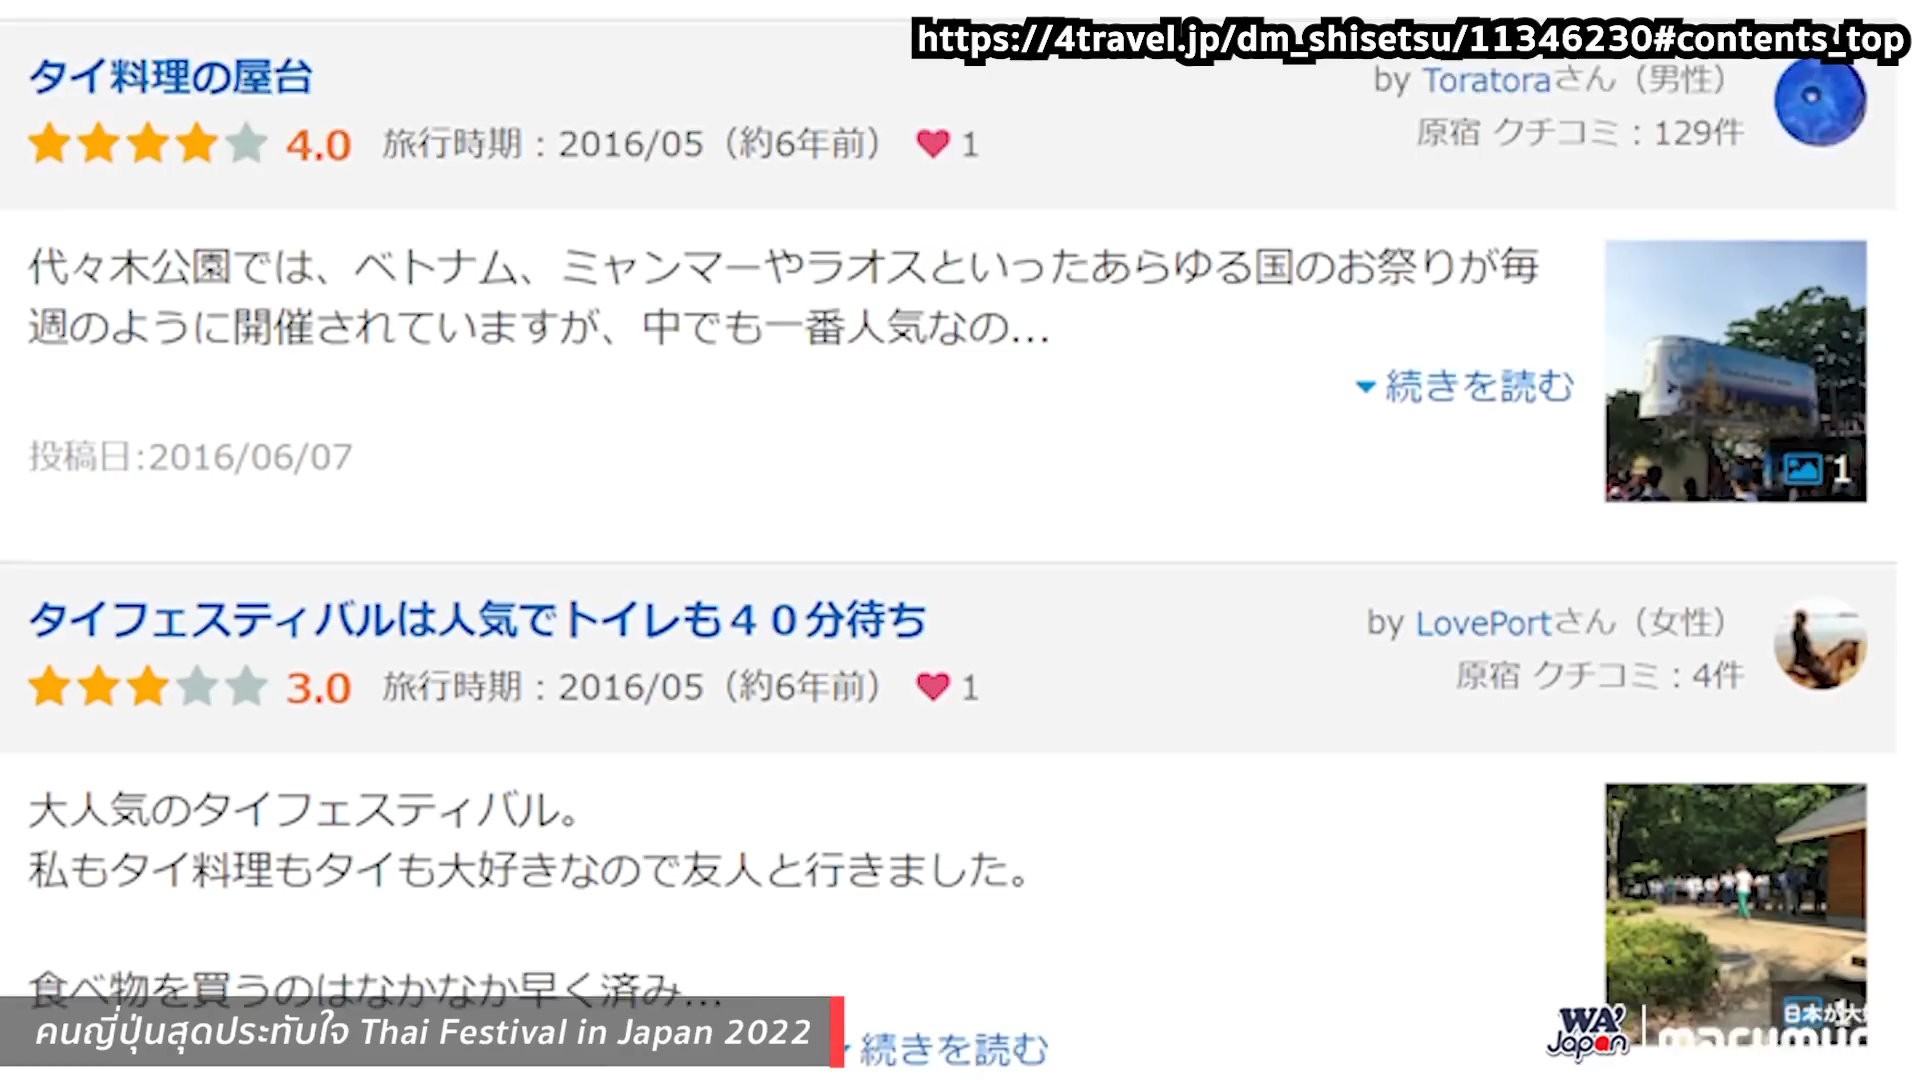 https://4travel.jp/dm_shisetsu/11346230#contents_top
タイ料理の屋台
by Toratoraさん（男性）
4.0 旅行時期：2016/05（約6年前） 1
原宿 クチコミ：129件
代々木公園では、ベトナム、ミャンマーやラオスといったあらゆる国のお祭りが毎
週のように開催されていますが、中でも一番人気なの...
続きを読む
投稿日:2016/06/07
1
タイフェスティバルは人気でトイレも４０分待ち
by LovePortさん（女性）
3.0 旅行時期：2016/05（約6年前） 1
原宿 クチコミ：4件
大人気のタイフェスティバル。
私もタイ料理もタイも大好きなので友人と行きました。
食べ物を買うのはなかなか早く済み...
คนญี่ปุ่นสุดประทับใจ Thai Festival in Japan 2022
続きを読む
WA Japan
日本が大
marumura